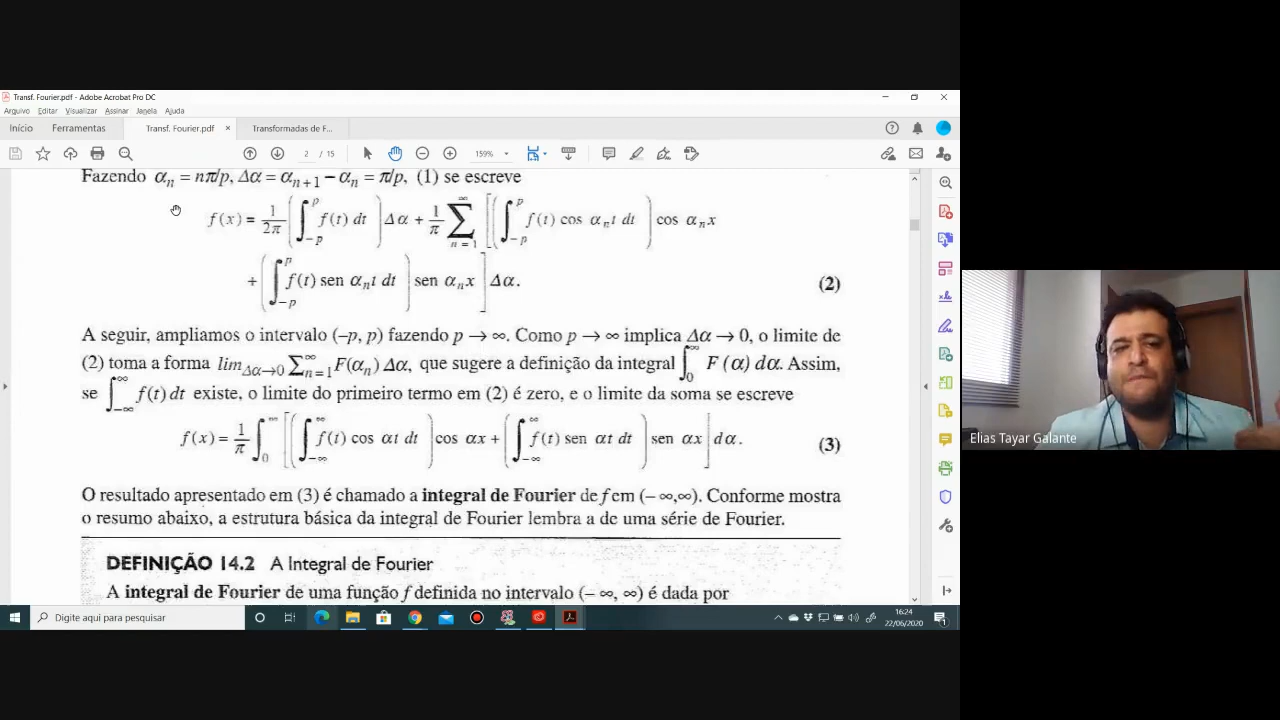 Transf. Fourier.pdf - Adobe Acrobat Pro DC
Arquivo Editar Visualizar Assinar Janela Ajuda
Início Ferramentas Transf. Fourier.pdf × Transformadas de F...
2 / 15 159%
Fazendo αₙ = nπ/p, Δα = αₙ₊₁ − αₙ = π/p, (1) se escreve
f(x) = 1/2π (∫₋ₚᵖ f(t) dt) Δα + 1/π ∑ₙ₌₁^∞ [(∫₋ₚᵖ f(t) cos αₙt dt) cos αₙx
+ (∫₋ₚᵖ f(t) sen αₙt dt) sen αₙx] Δα. (2)
A seguir, ampliamos o intervalo (–p, p) fazendo p → ∞. Como p → ∞ implica Δα → 0, o limite de
(2) toma a forma lim_Δα→0 ∑ₙ₌₁^∞ F(αₙ) Δα, que sugere a definição da integral ∫₀^∞ F (α) dα. Assim,
se ∫₋∞^∞ f(t) dt existe, o limite do primeiro termo em (2) é zero, e o limite da soma se escreve
f(x) = 1/π ∫₀^∞ [(∫₋∞^∞ f(t) cos αt dt) cos αx + (∫₋∞^∞ f(t) sen αt dt) sen αx] dα. (3)
O resultado apresentado em (3) é chamado a integral de Fourier de f em (– ∞,∞). Conforme mostra
o resumo abaixo, a estrutura básica da integral de Fourier lembra a de uma série de Fourier.
DEFINIÇÃO 14.2 A Integral de Fourier
A integral de Fourier de uma função f definida no intervalo (– ∞, ∞) é dada por
Elias Tayar Galante
Digite aqui para pesquisar
16:24
22/06/2020